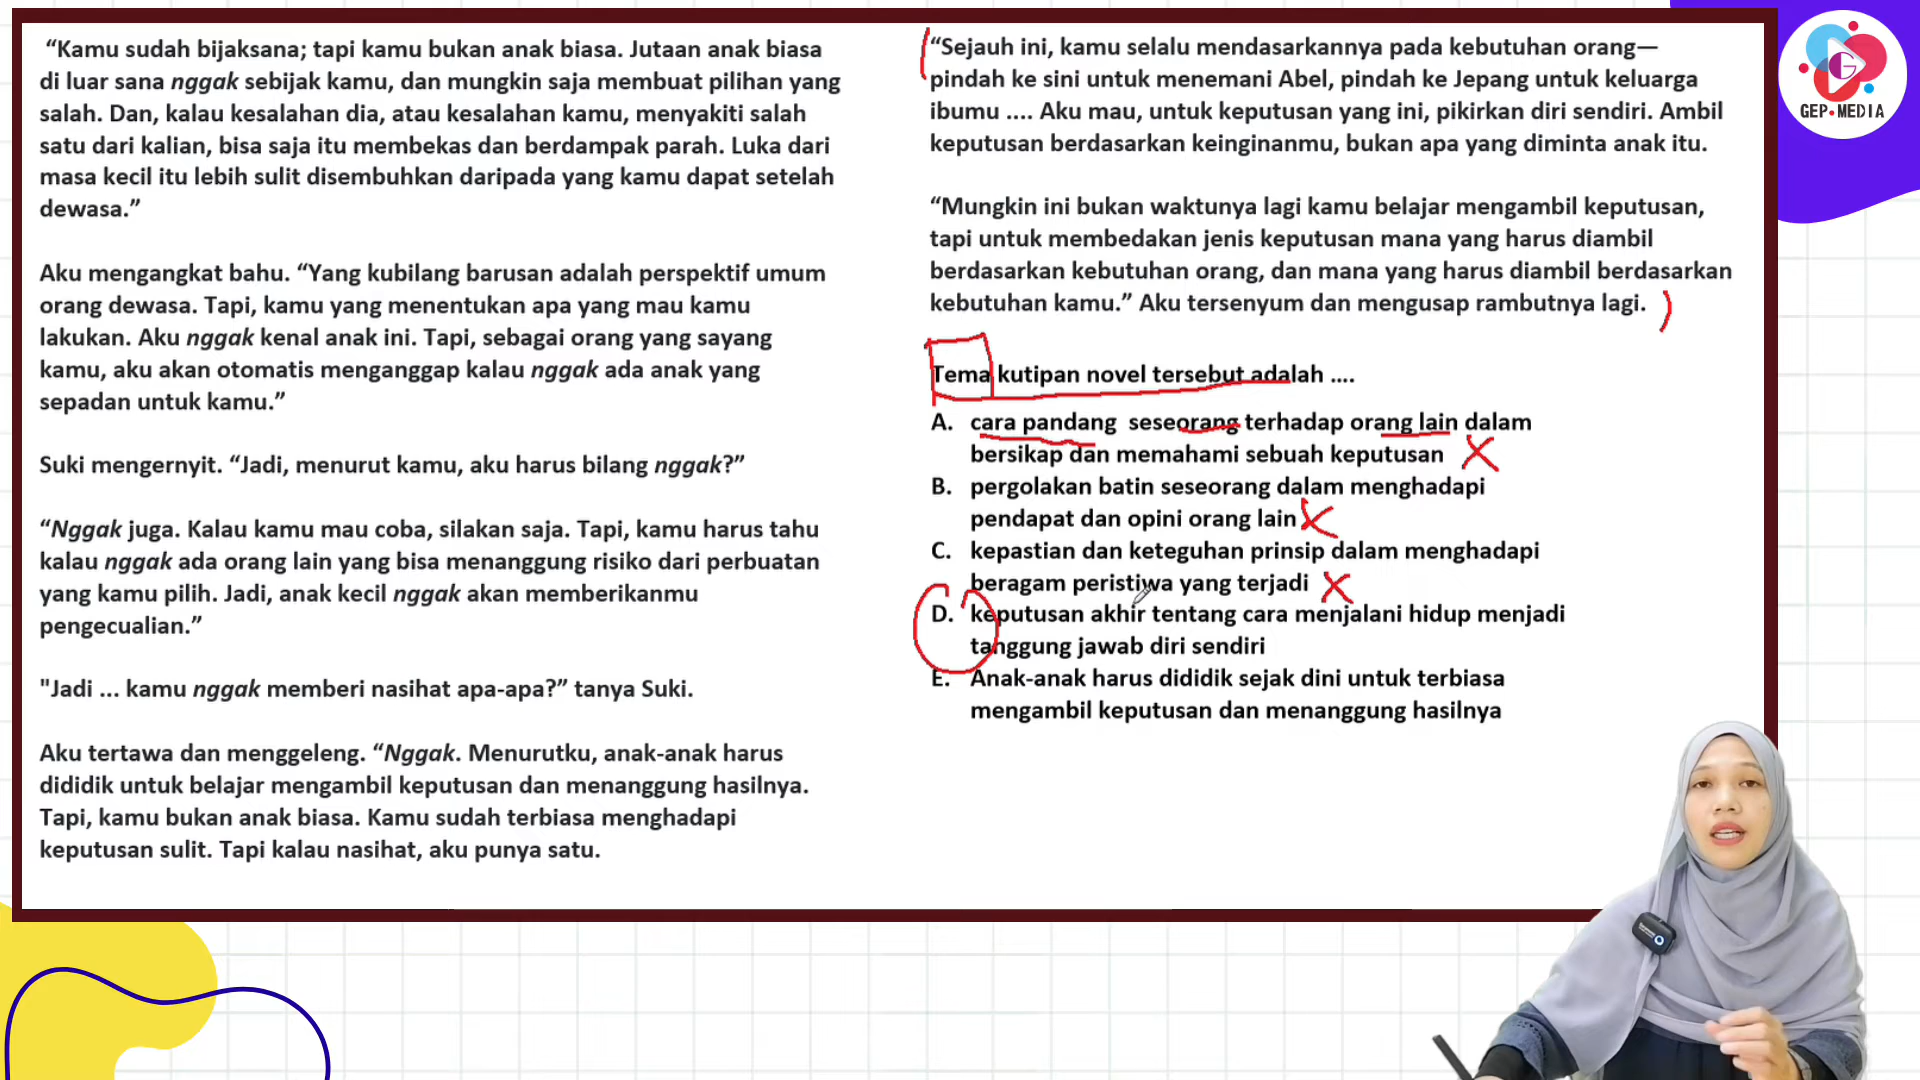 “Kamu sudah bijaksana; tapi kamu bukan anak biasa. Jutaan anak biasa
di luar sana nggak sebijak kamu, dan mungkin saja membuat pilihan yang
salah. Dan, kalau kesalahan dia, atau kesalahan kamu, menyakiti salah
satu dari kalian, bisa saja itu membekas dan berdampak parah. Luka dari
masa kecil itu lebih sulit disembuhkan daripada yang kamu dapat setelah
dewasa.”
Aku mengangkat bahu. “Yang kubilang barusan adalah perspektif umum
orang dewasa. Tapi, kamu yang menentukan apa yang mau kamu
lakukan. Aku nggak kenal anak ini. Tapi, sebagai orang yang sayang
kamu, aku akan otomatis menganggap kalau nggak ada anak yang
sepadan untuk kamu.”
Suki mengernyit. “Jadi, menurut kamu, aku harus bilang nggak?”
“Nggak juga. Kalau kamu mau coba, silakan saja. Tapi, kamu harus tahu
kalau nggak ada orang lain yang bisa menanggung risiko dari perbuatan
yang kamu pilih. Jadi, anak kecil nggak akan memberikanmu
pengecualian.”
"Jadi ... kamu nggak memberi nasihat apa-apa?” tanya Suki.
Aku tertawa dan menggeleng. “Nggak. Menurutku, anak-anak harus
dididik untuk belajar mengambil keputusan dan menanggung hasilnya.
Tapi, kamu bukan anak biasa. Kamu sudah terbiasa menghadapi
keputusan sulit. Tapi kalau nasihat, aku punya satu.
“Sejauh ini, kamu selalu mendasarkannya pada kebutuhan orang—
pindah ke sini untuk menemani Abel, pindah ke Jepang untuk keluarga
ibumu .... Aku mau, untuk keputusan yang ini, pikirkan diri sendiri. Ambil
keputusan berdasarkan keinginanmu, bukan apa yang diminta anak itu.
“Mungkin ini bukan waktunya lagi kamu belajar mengambil keputusan,
tapi untuk membedakan jenis keputusan mana yang harus diambil
berdasarkan kebutuhan orang, dan mana yang harus diambil berdasarkan
kebutuhan kamu.” Aku tersenyum dan mengusap rambutnya lagi.
Tema kutipan novel tersebut adalah ....
A. cara pandang seseorang terhadap orang lain dalam
bersikap dan memahami sebuah keputusan
B. pergolakan batin seseorang dalam menghadapi
pendapat dan opini orang lain
C. kepastian dan keteguhan prinsip dalam menghadapi
beragam peristiwa yang terjadi
D. keputusan akhir tentang cara menjalani hidup menjadi
tanggung jawab diri sendiri
E. Anak-anak harus dididik sejak dini untuk terbiasa
mengambil keputusan dan menanggung hasilnya
G
GEP•MEDIA